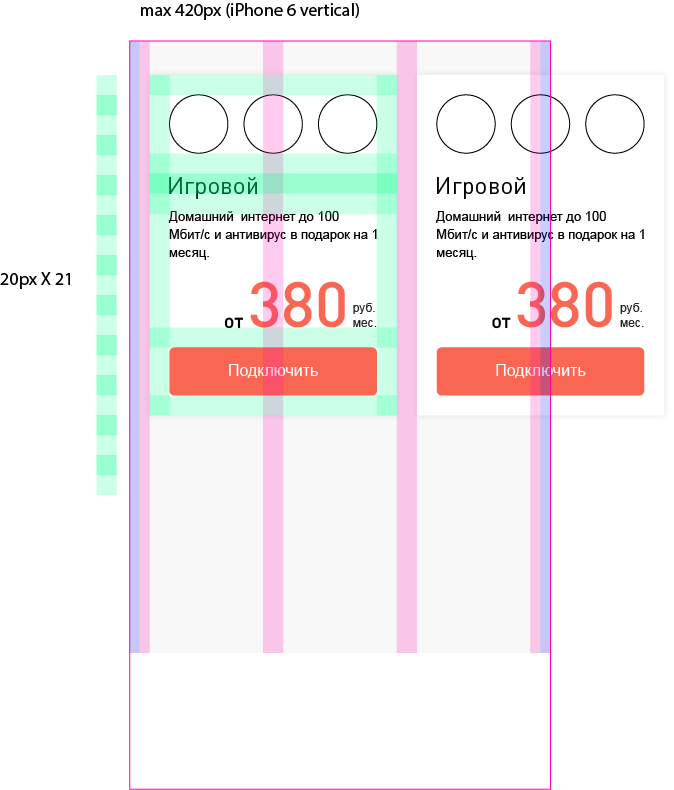 max 420px (iPhone 6 vertical)
20px X 21
Игровой
Домашний интернет до 100
Мбит/с и антивирус в подарок на 1
месяц.
от 380 руб.
мес.
Подключить
Игровой
Домашний интернет до 100
Мбит/с и антивирус в подарок на 1
месяц.
от 380 руб.
мес.
Подключить